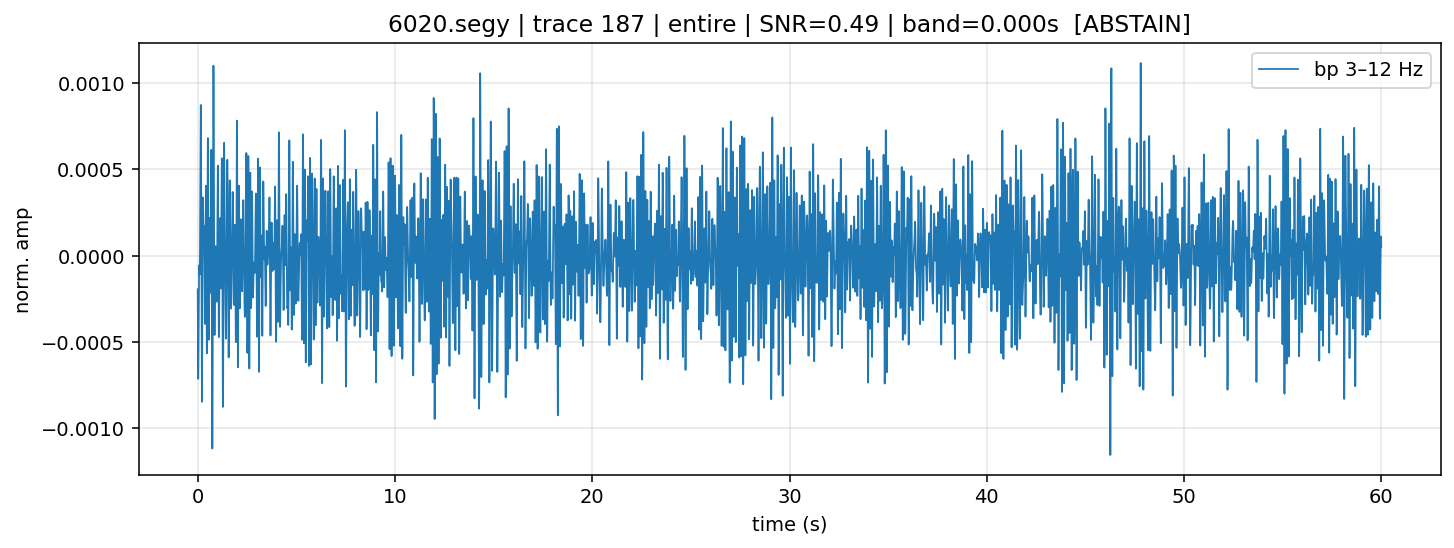 6020.segy | trace 187 | entire | SNR=0.49 | band=0.000s  [ABSTAIN]
bp 3–12 Hz
norm. amp
0.0010
0.0005
0.0000
−0.0005
−0.0010
0 10 20 30 40 50 60
time (s)